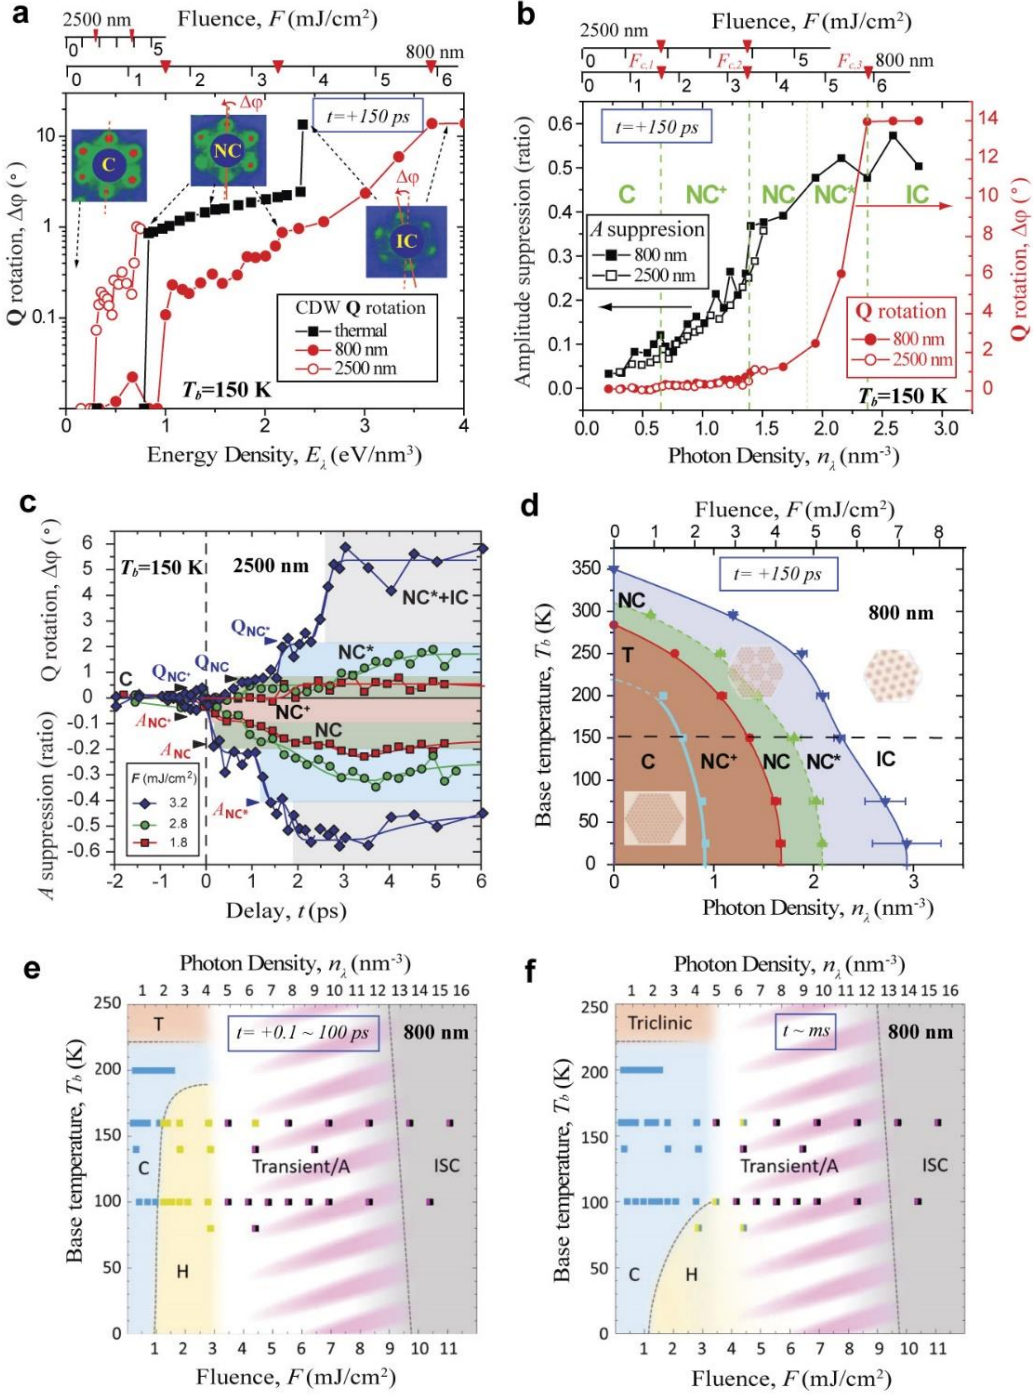 a
Fluence, F (mJ/cm²)
2500 nm
0 5
800 nm
0 1 2 3 4 5 6
Q rotation, Δφ (°)
10
1
0.1
C
NC
Δφ
t=+150 ps
Δφ
IC
CDW Q rotation
thermal
800 nm
2500 nm
T_b=150 K
0 1 2 3 4
Energy Density, E_λ (eV/nm³)
b
Fluence, F (mJ/cm²)
2500 nm
0 5
F_c,1 F_c,2 F_c,3 800 nm
0 1 2 3 4 5 6
Amplitude suppression (ratio)
0.6
0.5
0.4
0.3
0.2
0.1
0.0
t=+150 ps
C NC⁺ NC NC* IC
A suppresion
800 nm
2500 nm
Q rotation
800 nm
2500 nm
T_b=150 K
14
12
10
8
6
4
2
0
Q rotation, Δφ (°)
0.0 0.5 1.0 1.5 2.0 2.5 3.0
Photon Density, n_λ (nm⁻³)
c
Q rotation, Δφ (°)
A suppression (ratio)
6
5
4
3
2
1
0
-0.1
-0.2
-0.3
-0.4
-0.5
-0.6
T_b=150 K
2500 nm
NC*+IC
Q_NC*
NC*
Q_NC
Q_NC⁺
C
NC⁺
A_NC⁺
NC
A_NC
A_NC*
F (mJ/cm²)
3.2
2.8
1.8
-2 -1 0 1 2 3 4 5 6
Delay, t (ps)
d
Fluence, F (mJ/cm²)
0 1 2 3 4 5 6 7 8
Base temperature, T_b (K)
400
350
300
250
200
150
100
50
0
t= +150 ps
800 nm
NC
T
C NC⁺ NC NC* IC
0 1 2 3
Photon Density, n_λ (nm⁻³)
e
Photon Density, n_λ (nm⁻³)
1 2 3 4 5 6 7 8 9 10 11 12 13 14 15 16
Base temperature, T_b (K)
250
200
150
100
50
0
T
t= +0.1 ~ 100 ps
800 nm
C
Transient/A
ISC
H
0 1 2 3 4 5 6 7 8 9 10 11
Fluence, F (mJ/cm²)
f
Photon Density, n_λ (nm⁻³)
1 2 3 4 5 6 7 8 9 10 11 12 13 14 15 16
Base temperature, T_b (K)
250
200
150
100
50
0
Triclinic
t ~ ms
800 nm
Transient/A
ISC
C H
1 2 3 4 5 6 7 8 9 10 11
Fluence, F (mJ/cm²)